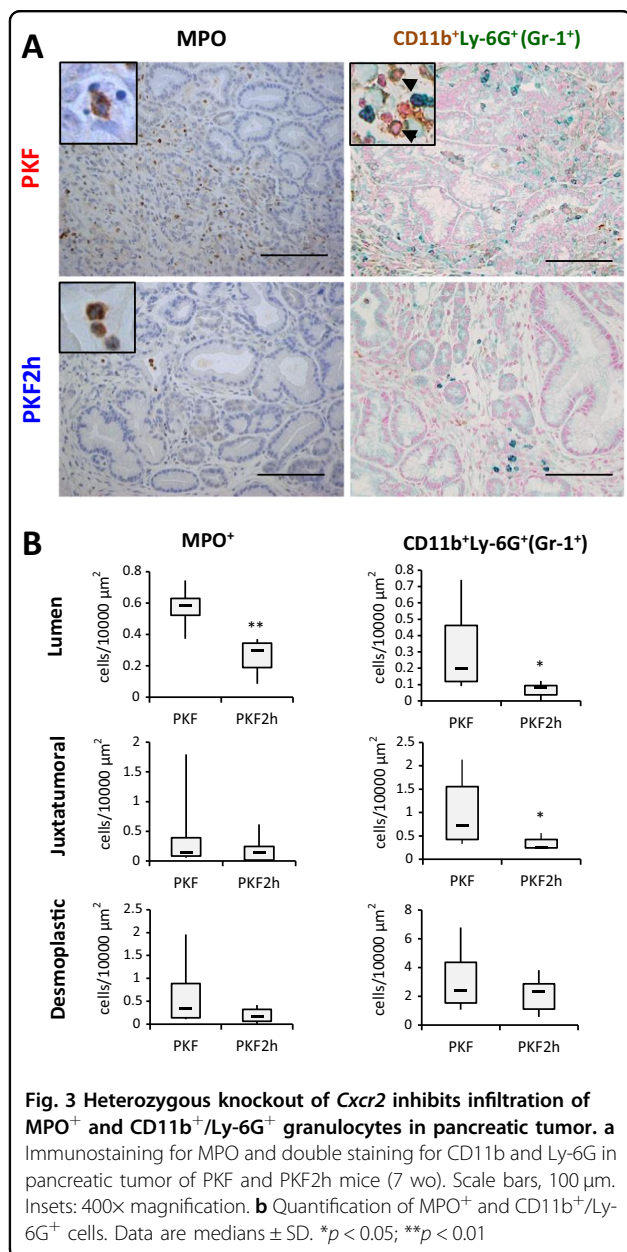 A
MPO
CD11b⁺Ly-6G⁺(Gr-1⁺)
PKF
PKF2h
B
MPO⁺
CD11b⁺Ly-6G⁺(Gr-1⁺)
Lumen
cells/10000 µm²
0.8
0.6
0.4
0.2
0
**
PKF PKF2h
cells/10000 µm²
0.8
0.7
0.6
0.5
0.4
0.3
0.2
0.1
0
*
PKF PKF2h
Juxtatumoral
cells/10000 µm²
2
1.5
1
0.5
0
PKF PKF2h
cells/10000 µm²
2.5
2
1.5
1
0.5
0
*
PKF PKF2h
Desmoplastic
cells/10000 µm²
2.5
2
1.5
1
0.5
0
PKF PKF2h
cells/10000 µm²
8
6
4
2
0
PKF PKF2h
Fig. 3 Heterozygous knockout of Cxcr2 inhibits infiltration of
MPO⁺ and CD11b⁺/Ly-6G⁺ granulocytes in pancreatic tumor. a
Immunostaining for MPO and double staining for CD11b and Ly-6G in
pancreatic tumor of PKF and PKF2h mice (7 wo). Scale bars, 100 µm.
Insets: 400× magnification. b Quantification of MPO⁺ and CD11b⁺/Ly-
6G⁺ cells. Data are medians ± SD. *p < 0.05; **p < 0.01